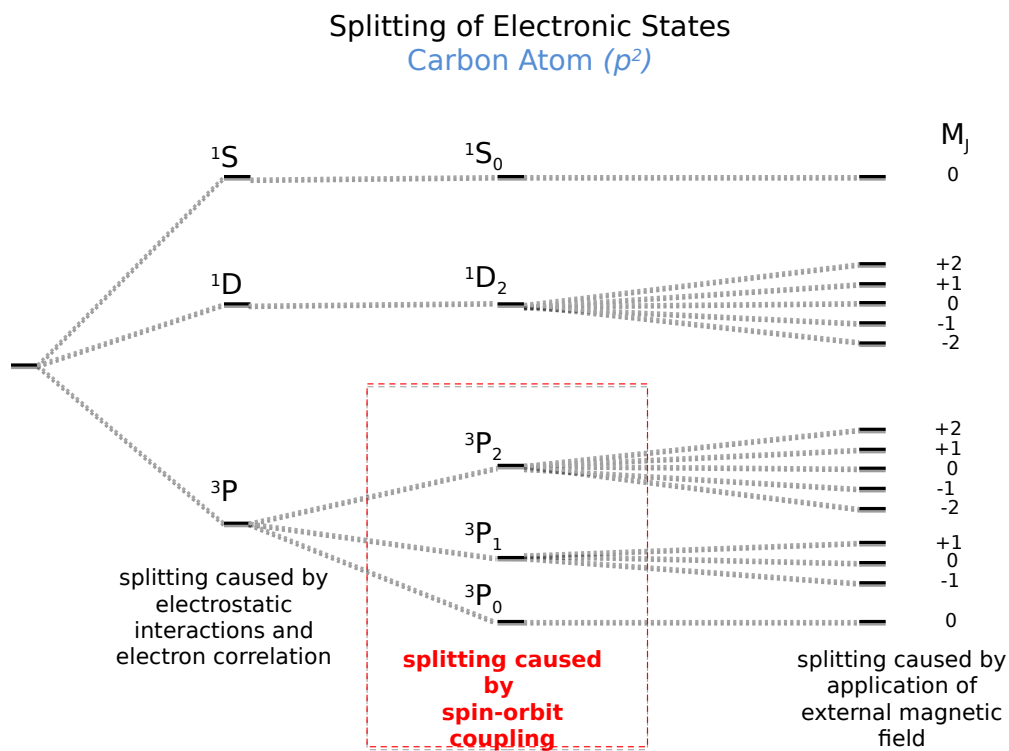 Splitting of Electronic States
Carbon Atom (p²)
M_J
¹S
¹S₀
0
¹D
¹D₂
+2
+1
0
-1
-2
³P
³P₂
+2
+1
0
-1
-2
³P₁
+1
0
-1
³P₀
0
splitting caused by
electrostatic
interactions and
electron correlation
splitting caused
by
spin-orbit
coupling
splitting caused by
application of
external magnetic
field